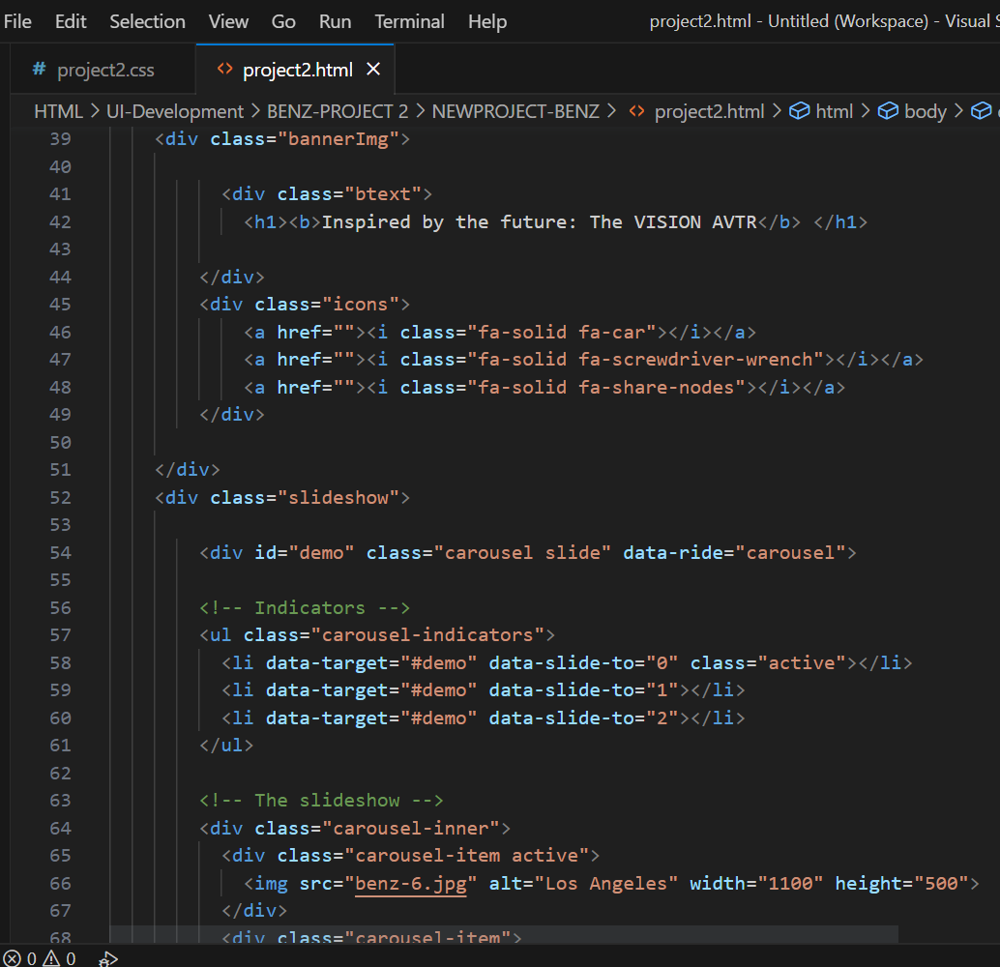 File Edit Selection View Go Run Terminal Help project2.html - Untitled (Workspace) - Visual
# project2.css <> project2.html ×
HTML > UI-Development > BENZ-PROJECT 2 > NEWPROJECT-BENZ > <> project2.html > html > body >
39 <div class="bannerImg">
40
41 <div class="btext">
42 <h1><b>Inspired by the future: The VISION AVTR</b> </h1>
43
44 </div>
45 <div class="icons">
46 <a href=""><i class="fa-solid fa-car"></i></a>
47 <a href=""><i class="fa-solid fa-screwdriver-wrench"></i></a>
48 <a href=""><i class="fa-solid fa-share-nodes"></i></a>
49 </div>
50
51 </div>
52 <div class="slideshow">
53
54 <div id="demo" class="carousel slide" data-ride="carousel">
55
56 <!-- Indicators -->
57 <ul class="carousel-indicators">
58 <li data-target="#demo" data-slide-to="0" class="active"></li>
59 <li data-target="#demo" data-slide-to="1"></li>
60 <li data-target="#demo" data-slide-to="2"></li>
61 </ul>
62
63 <!-- The slideshow -->
64 <div class="carousel-inner">
65 <div class="carousel-item active">
66 <img src="benz-6.jpg" alt="Los Angeles" width="1100" height="500">
67 </div>
68 <div class="carousel-item">
0 0